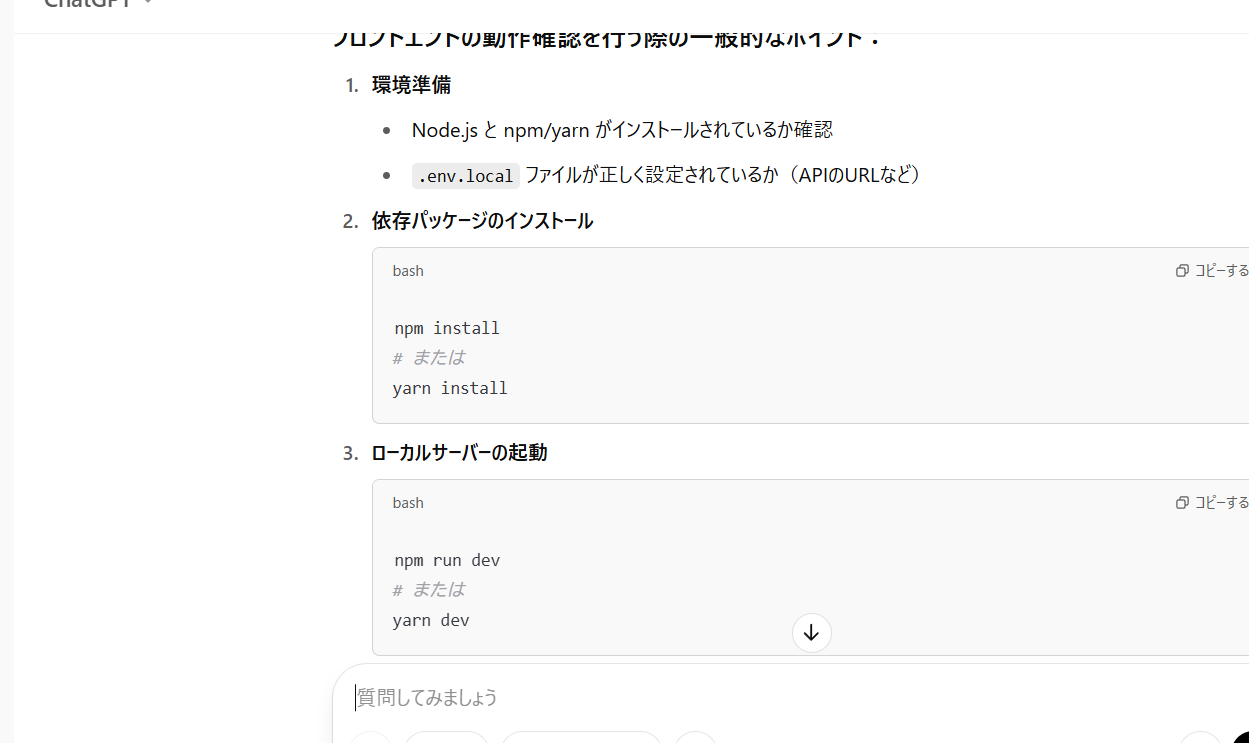 ChatGPT
フロントエンドの動作確認を行う際の一般的なポイント：
1. 環境準備
• Node.js と npm/yarn がインストールされているか確認
• .env.local ファイルが正しく設定されているか（APIのURLなど）
2. 依存パッケージのインストール
bash
コピーする
npm install
# または
yarn install
3. ローカルサーバーの起動
bash
コピーする
npm run dev
# または
yarn dev
質問してみましょう